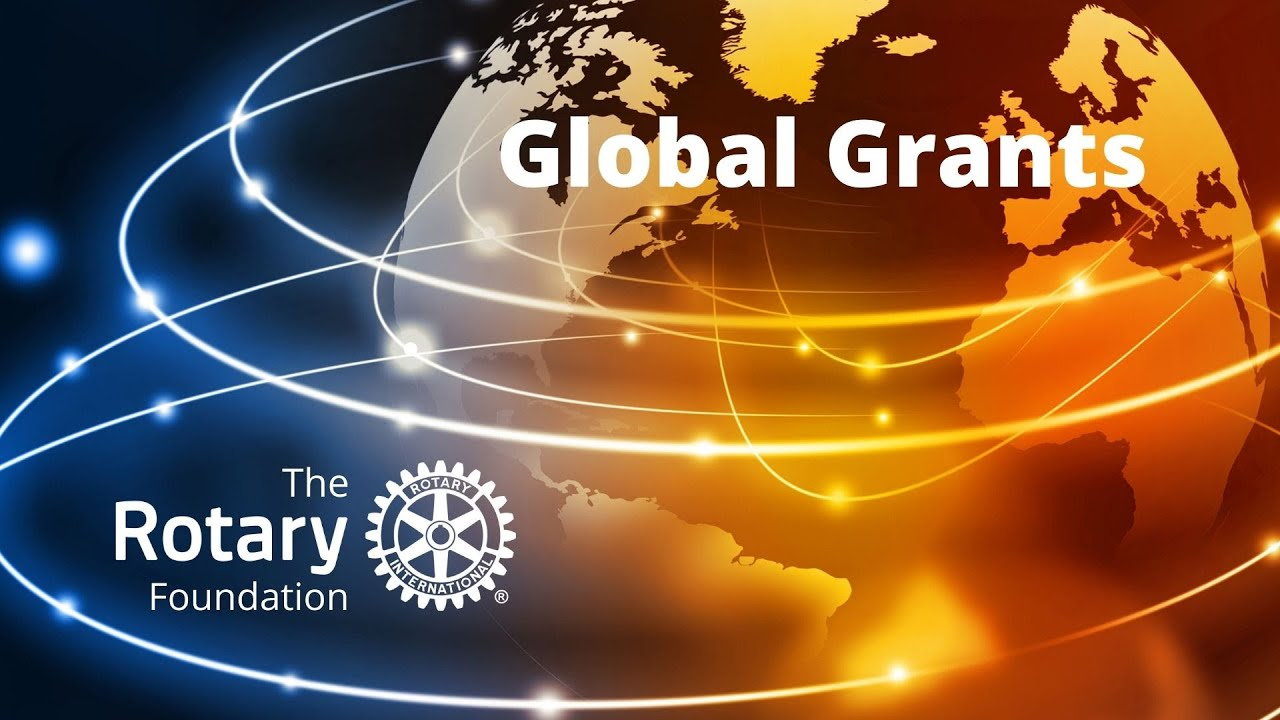 Global Grants
The
Rotary
Foundation
ROTARY
INTERNATIONAL
®